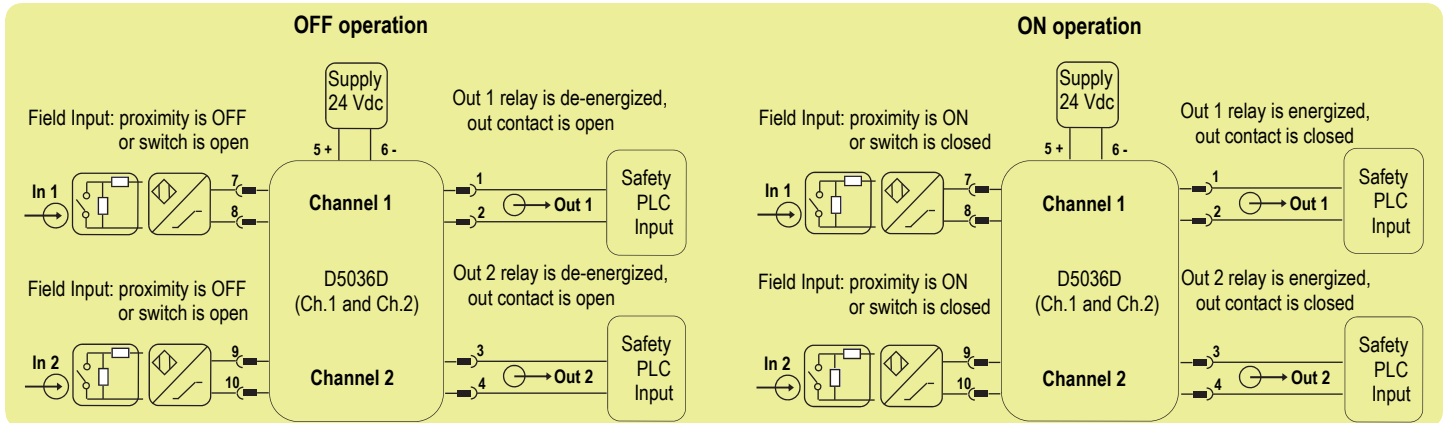 OFF operation
Supply
24 Vdc
5 +
6 -
Field Input: proximity is OFF
or switch is open
Out 1 relay is de-energized,
out contact is open
In 1
7
8
Channel 1
1
2
Out 1
Safety
PLC
Input
D5036D
(Ch.1 and Ch.2)
Field Input: proximity is OFF
or switch is open
Out 2 relay is de-energized,
out contact is open
In 2
9
10
Channel 2
3
4
Out 2
Safety
PLC
Input
ON operation
Supply
24 Vdc
5 +
6 -
Field Input: proximity is ON
or switch is closed
Out 1 relay is energized,
out contact is closed
In 1
7
8
Channel 1
1
2
Out 1
Safety
PLC
Input
D5036D
(Ch.1 and Ch.2)
Field Input: proximity is ON
or switch is closed
Out 2 relay is energized,
out contact is closed
In 2
9
10
Channel 2
3
4
Out 2
Safety
PLC
Input